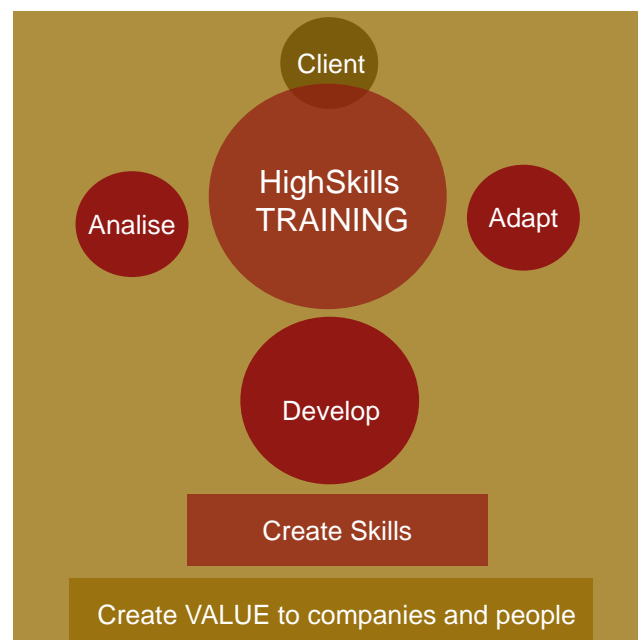 Client
HighSkills
TRAINING
Analise
Adapt
Develop
Create Skills
Create VALUE to companies and people